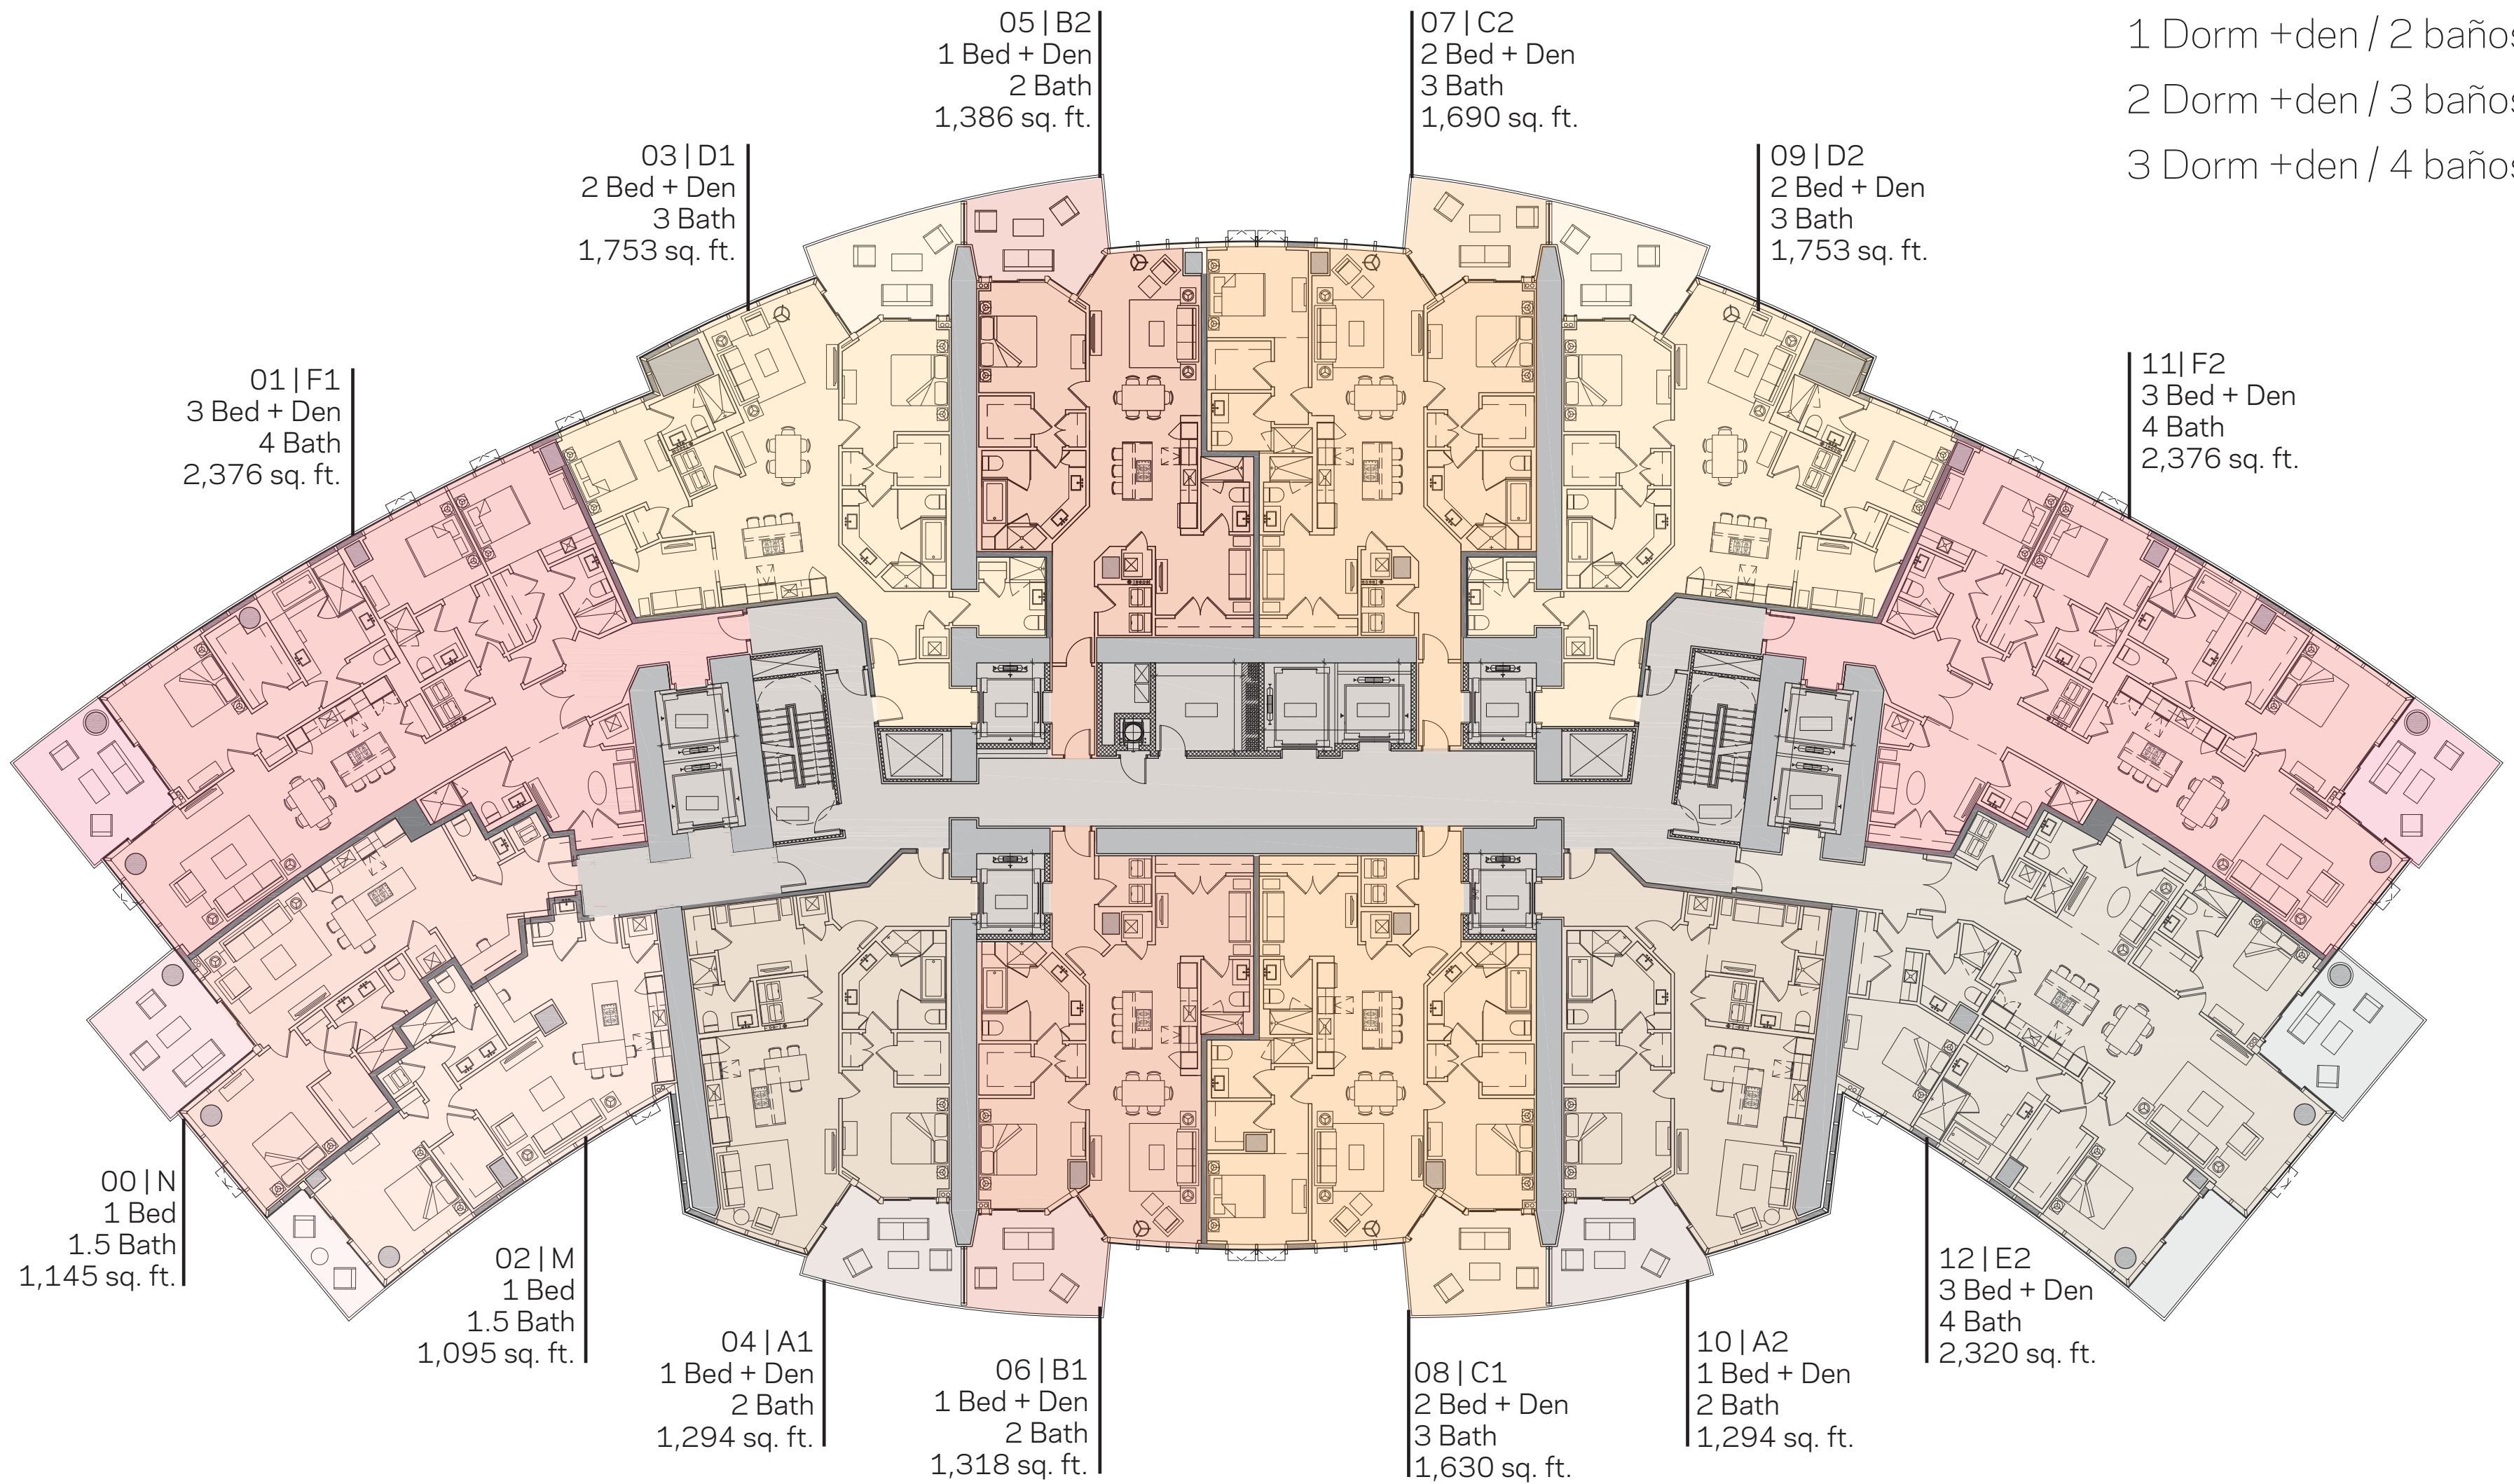 05 | B2
1 Bed + Den
2 Bath
1,386 sq. ft.
07 | C2
2 Bed + Den
3 Bath
1,690 sq. ft.
1 Dorm +den / 2 baños
2 Dorm +den / 3 baños
3 Dorm +den / 4 baños
03 | D1
2 Bed + Den
3 Bath
1,753 sq. ft.
09 | D2
2 Bed + Den
3 Bath
1,753 sq. ft.
01 | F1
3 Bed + Den
4 Bath
2,376 sq. ft.
11| F2
3 Bed + Den
4 Bath
2,376 sq. ft.
00 | N
1 Bed
1.5 Bath
1,145 sq. ft.
02 | M
1 Bed
1.5 Bath
1,095 sq. ft.
04 | A1
1 Bed + Den
2 Bath
1,294 sq. ft.
06 | B1
1 Bed + Den
2 Bath
1,318 sq. ft.
08 | C1
2 Bed + Den
3 Bath
1,630 sq. ft.
10 | A2
1 Bed + Den
2 Bath
1,294 sq. ft.
12 | E2
3 Bed + Den
4 Bath
2,320 sq. ft.